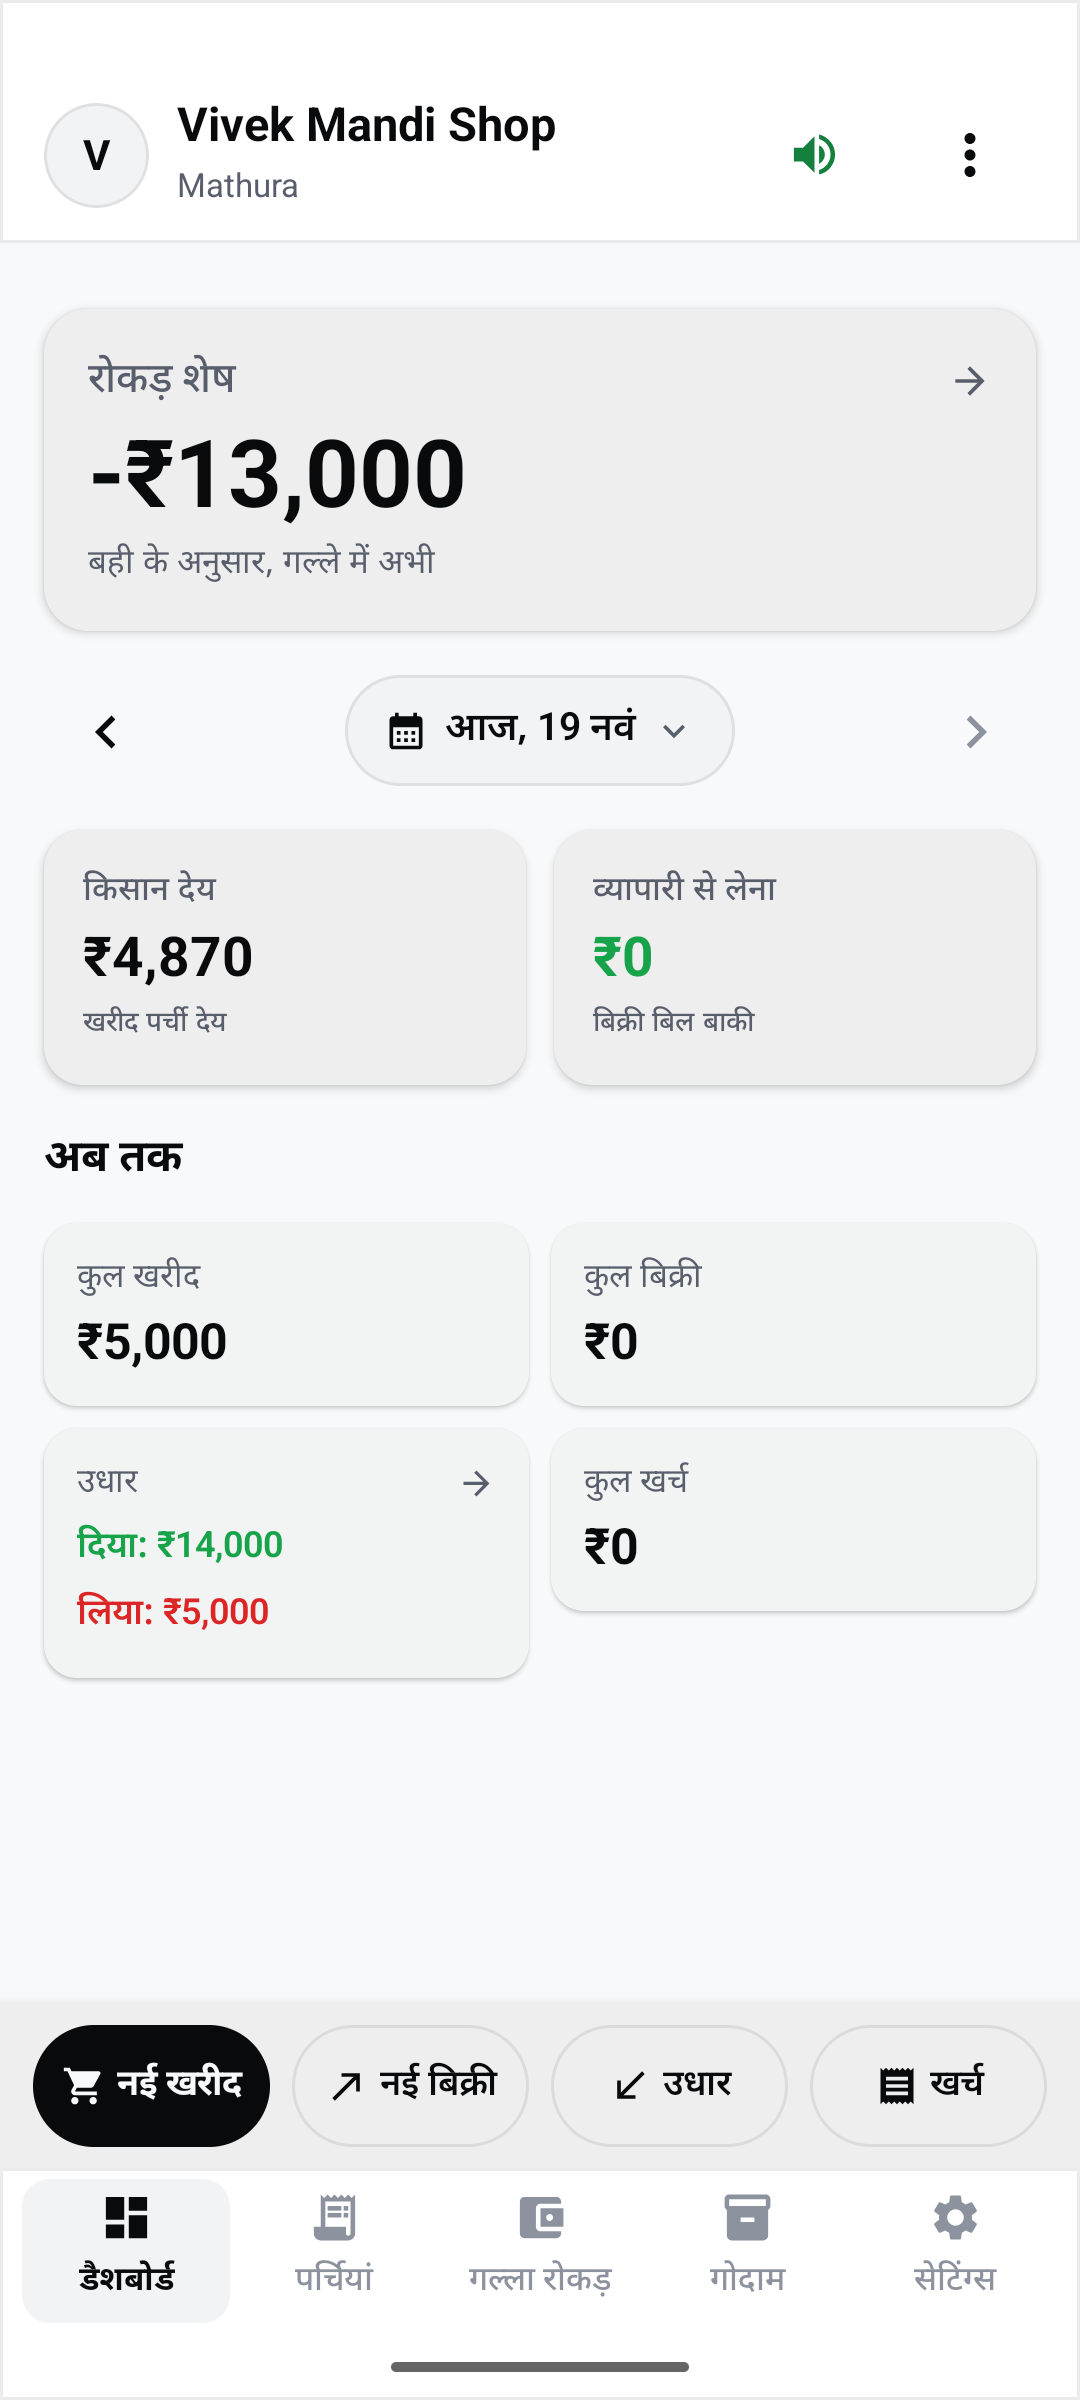 V
Vivek Mandi Shop
Mathura
रोकड़ शेष
-₹13,000
बही के अनुसार, गल्ले में अभी
आज, 19 नवं
किसान देय
₹4,870
खरीद पर्ची देय
व्यापारी से लेना
₹0
बिक्री बिल बाकी
अब तक
कुल खरीद
₹5,000
कुल बिक्री
₹0
उधार
दिया: ₹14,000
लिया: ₹5,000
कुल खर्च
₹0
नई खरीद
नई बिक्री
उधार
खर्च
डैशबोर्ड
पर्चियां
गल्ला रोकड़
गोदाम
सेटिंग्स